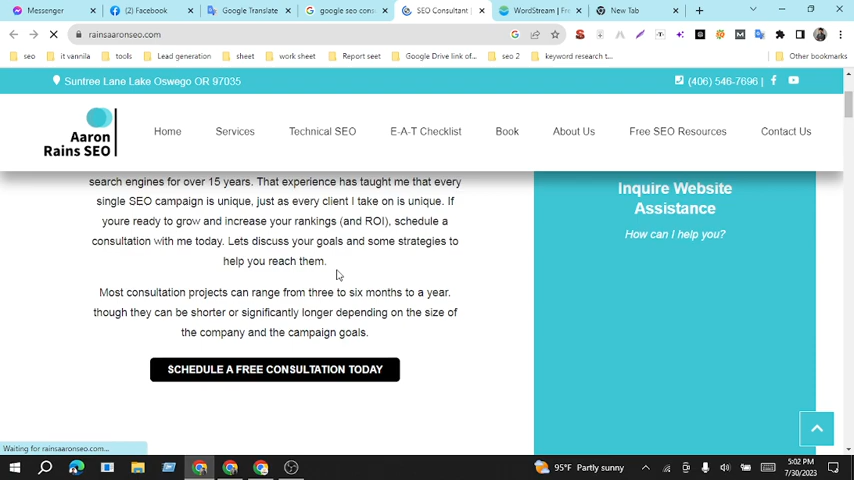 Messenger
(2) Facebook
Google Translate
google seo cons
SEO Consultant |
WordStream | Fre
New Tab
rainsaaronseo.com
seo
it vannila
tools
Lead generation
sheet
work sheet
Report seet
Google Drive link of...
seo 2
keyword research t...
Other bookmarks
Suntree Lane Lake Oswego OR 97035
(406) 546-7696 |
Aaron
Rains SEO
Home
Services
Technical SEO
E-A-T Checklist
Book
About Us
Free SEO Resources
Contact Us
search engines for over 15 years. That experience has taught me that every
single SEO campaign is unique, just as every client I take on is unique. If
youre ready to grow and increase your rankings (and ROI), schedule a
consultation with me today. Lets discuss your goals and some strategies to
help you reach them.
Most consultation projects can range from three to six months to a year.
though they can be shorter or significantly longer depending on the size of
the company and the campaign goals.
SCHEDULE A FREE CONSULTATION TODAY
Inquire Website
Assistance
How can I help you?
Waiting for rainsaaronseo.com...
95°F Partly sunny
5:02 PM
7/30/2023